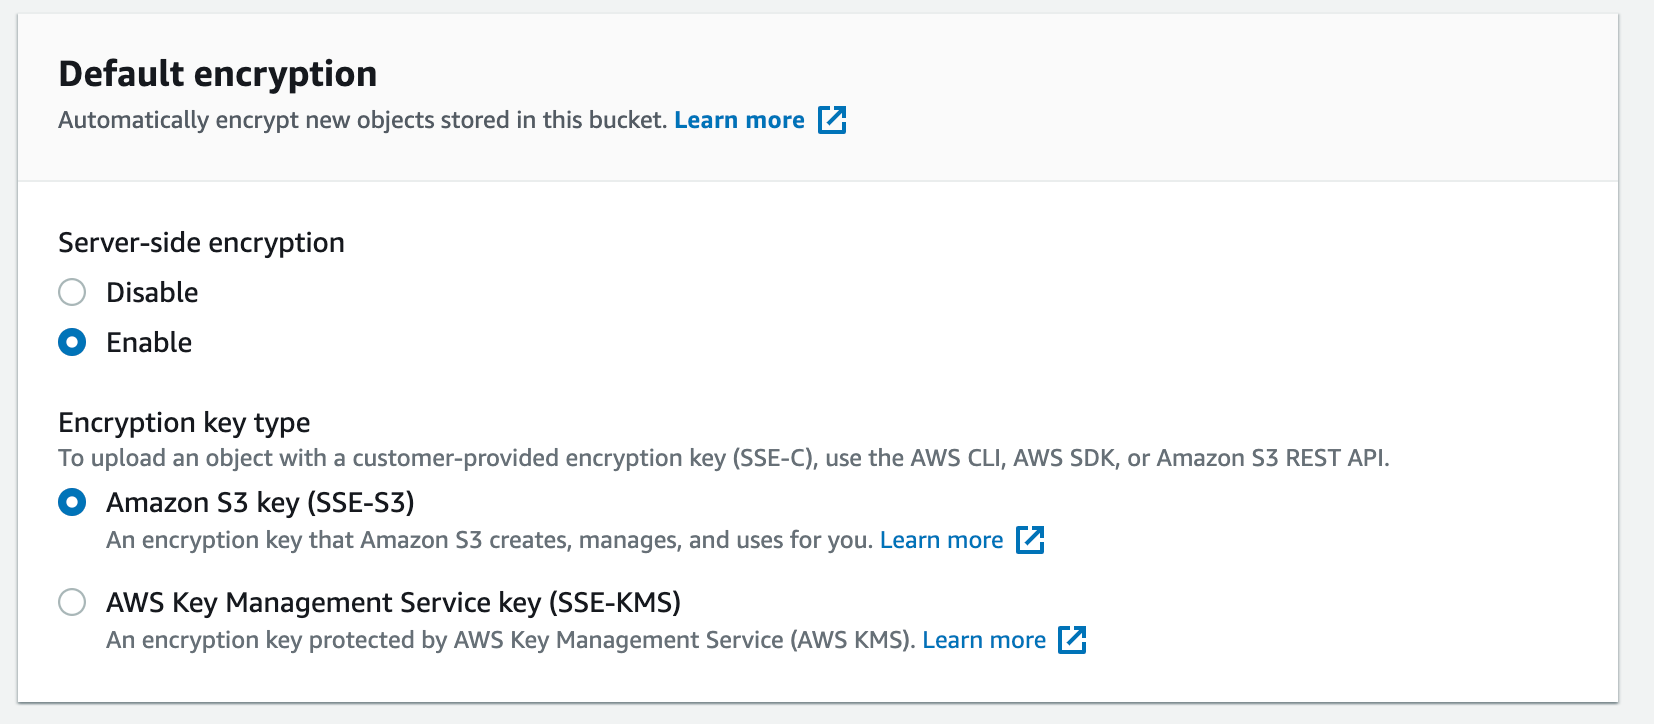 Default encryption
Automatically encrypt new objects stored in this bucket. Learn more
Server-side encryption
Disable
Enable
Encryption key type
To upload an object with a customer-provided encryption key (SSE-C), use the AWS CLI, AWS SDK, or Amazon S3 REST API.
Amazon S3 key (SSE-S3)
An encryption key that Amazon S3 creates, manages, and uses for you. Learn more
AWS Key Management Service key (SSE-KMS)
An encryption key protected by AWS Key Management Service (AWS KMS). Learn more